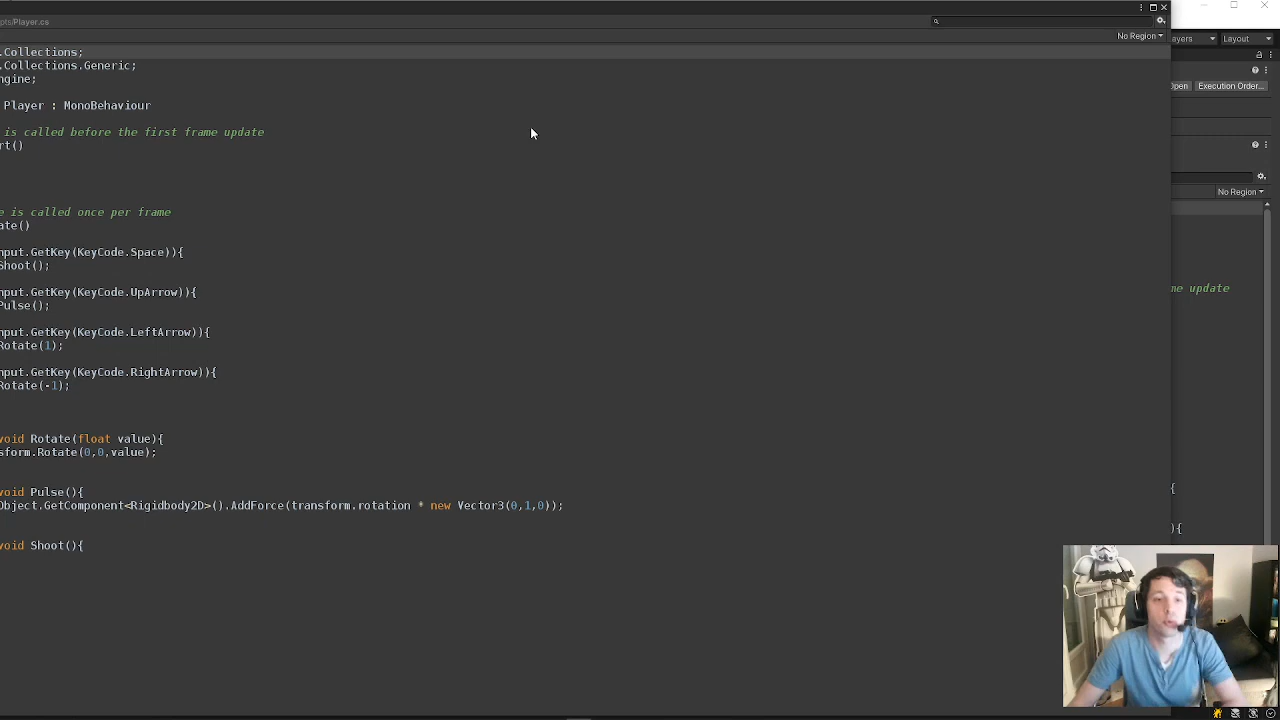 pts/Player.cs
No Region
.Collections;
.Collections.Generic;
ngine;
Player : MonoBehaviour
is called before the first frame update
rt()
e is called once per frame
ate()
nput.GetKey(KeyCode.Space)){
Shoot();
nput.GetKey(KeyCode.UpArrow)){
Pulse();
nput.GetKey(KeyCode.LeftArrow)){
Rotate(1);
nput.GetKey(KeyCode.RightArrow)){
Rotate(-1);
void Rotate(float value){
sform.Rotate(0,0,value);
void Pulse(){
Object.GetComponent<Rigidbody2D>().AddForce(transform.rotation * new Vector3(0,1,0));
void Shoot(){
ayers Layout
Open Execution Order...
No Region
me update
{
){